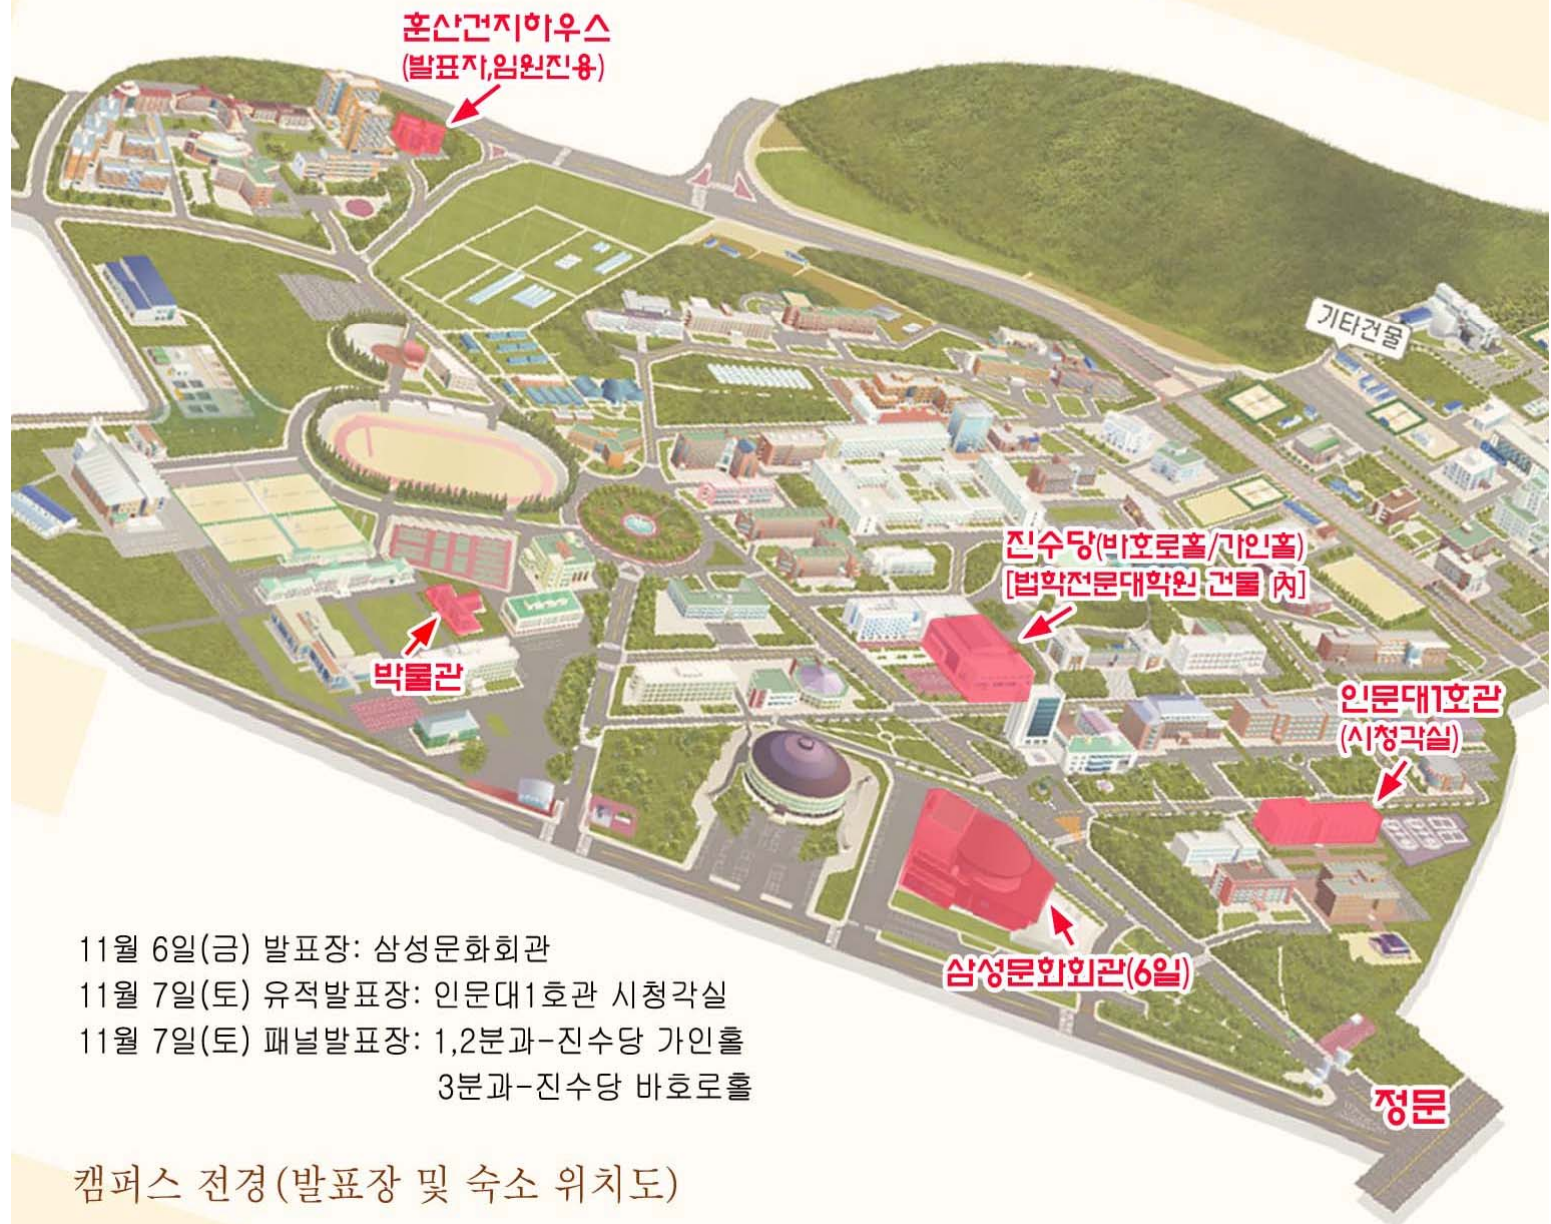 훈산건지하우스
(발표자,임원진용)
기타건물
진수당(바호로홀/가인홀)
[법학전문대학원 건물 內]
박물관
인문대1호관
(시청각실)
삼성문화회관(6일)
정문
11월 6일(금) 발표장: 삼성문화회관
11월 7일(토) 유적발표장: 인문대1호관 시청각실
11월 7일(토) 패널발표장: 1,2분과-진수당 가인홀
3분과-진수당 바호로홀
캠퍼스 전경(발표장 및 숙소 위치도)